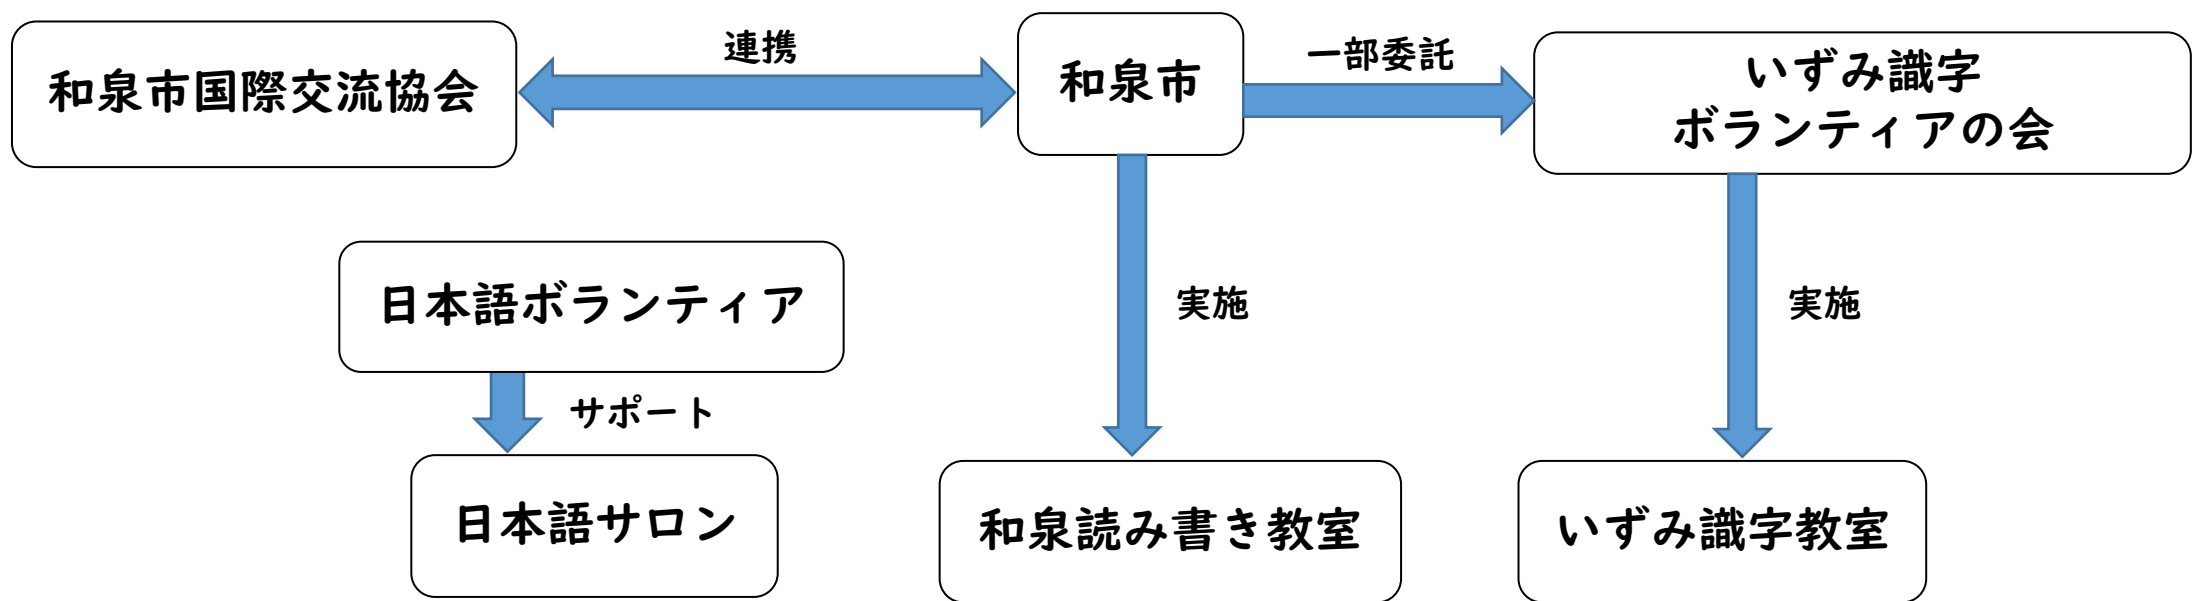 和泉市国際交流協会
連携
和泉市
一部委託
いずみ識字
ボランティアの会
日本語ボランティア
実施
実施
サポート
日本語サロン
和泉読み書き教室
いずみ識字教室